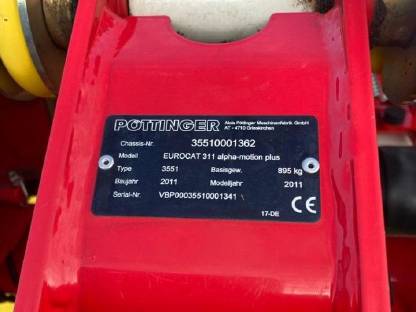 PÖTTINGER Alois Pöttinger Maschinenfabrik GmbH
AT - 4710 Grieskirchen
Chassis-Nr. 35510001362
Modell EUROCAT 311 alpha-motion plus
Type 3551 Basisgew. 895 kg
Baujahr 2011 Modelljahr 2011
Serial-Nr. VBP00035510001341
17-DE CE